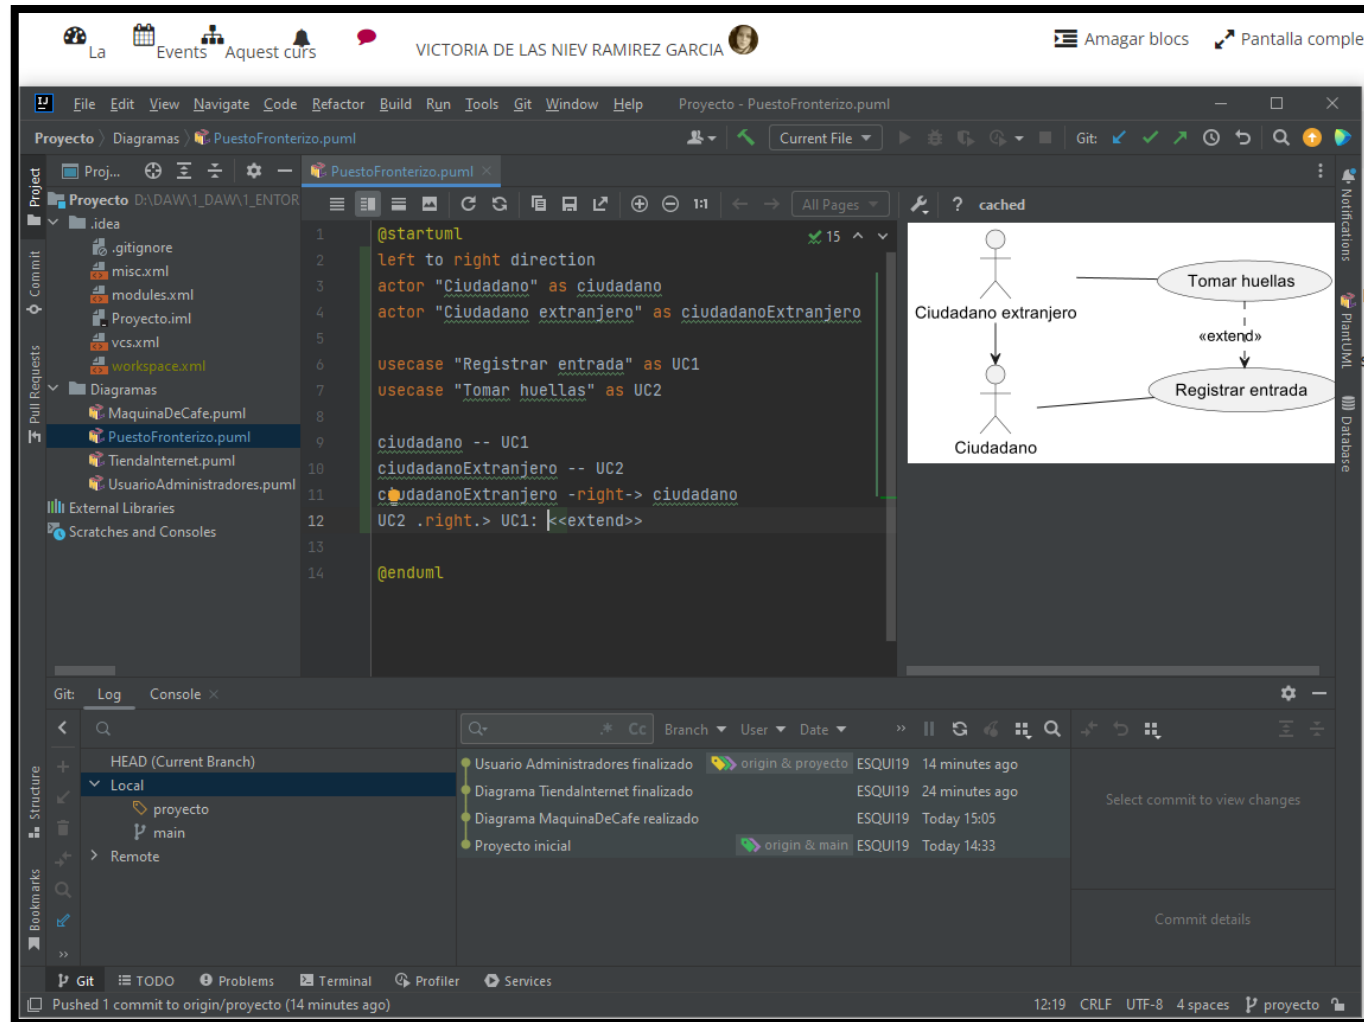 La Events Aquest curs VICTORIA DE LAS NIEV RAMIREZ GARCIA Amagar blocs Pantalla comple
IJ File Edit View Navigate Code Refactor Build Run Tools Git Window Help Proyecto - PuestoFronterizo.puml
Proyecto Diagramas PuestoFronterizo.puml Current File Git:
Project
Commit
Pull Requests
Structure
Bookmarks
Proj...
Proyecto D:\DAW\1_DAW\1_ENTOR
.idea
.gitignore
misc.xml
modules.xml
Proyecto.iml
vcs.xml
workspace.xml
Diagramas
MaquinaDeCafe.puml
PuestoFronterizo.puml
TiendaInternet.puml
UsuarioAdministradores.puml
External Libraries
Scratches and Consoles
PuestoFronterizo.puml
1:1 All Pages ? cached
15
1 @startuml
2 left to right direction
3 actor "Ciudadano" as ciudadano
4 actor "Ciudadano extranjero" as ciudadanoExtranjero
5
6 usecase "Registrar entrada" as UC1
7 usecase "Tomar huellas" as UC2
8
9 ciudadano -- UC1
10 ciudadanoExtranjero -- UC2
11 ciudadanoExtranjero -right-> ciudadano
12 UC2 .right.> UC1: <<extend>>
13
14 @enduml
Tomar huellas
Ciudadano extranjero
«extend»
Registrar entrada
Ciudadano
Notifications
PlantUML
Database
Git: Log Console
.* Cc Branch User Date
HEAD (Current Branch)
Local
proyecto
main
Remote
Usuario Administradores finalizado origin & proyecto ESQUI19 14 minutes ago
Diagrama TiendaInternet finalizado ESQUI19 24 minutes ago
Diagrama MaquinaDeCafe realizado ESQUI19 Today 15:05
Proyecto inicial origin & main ESQUI19 Today 14:33
Select commit to view changes
Commit details
Git TODO Problems Terminal Profiler Services
Pushed 1 commit to origin/proyecto (14 minutes ago) 12:19 CRLF UTF-8 4 spaces proyecto